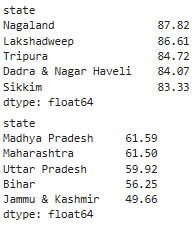 state
Nagaland 87.82
Lakshadweep 86.61
Tripura 84.72
Dadra & Nagar Haveli 84.07
Sikkim 83.33
dtype: float64
state
Madhya Pradesh 61.59
Maharashtra 61.50
Uttar Pradesh 59.92
Bihar 56.25
Jammu & Kashmir 49.66
dtype: float64